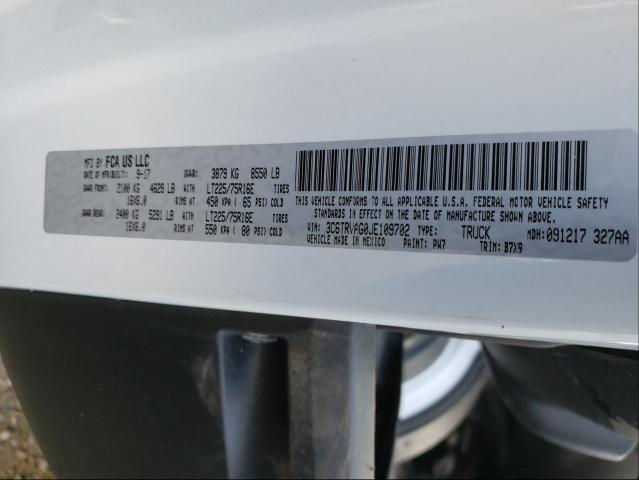 MFD BY FCA US LLC
DATE OF MFR(BUILT): 9-17 GVWR: 3879 KG 8550 LB
GAWR FRONT: 2100 KG 4629 LB LT225/75R16E TIRES
16X6.0 RIMS AT 450 KPA ( 65 PSI) COLD
GAWR REAR: 2400 KG 5291 LB LT225/75R16E TIRES
16X6.0 RIMS AT 550 KPA ( 80 PSI) COLD
THIS VEHICLE CONFORMS TO ALL APPLICABLE U.S.A. FEDERAL MOTOR VEHICLE SAFETY
STANDARDS IN EFFECT ON THE DATE OF MANUFACTURE SHOWN ABOVE.
VIN: 3C6TRVAG0JE109702 TYPE: TRUCK MDH: 091217 327AA
VEHICLE MADE IN MEXICO PAINT: PW7 TRIM: B7X9